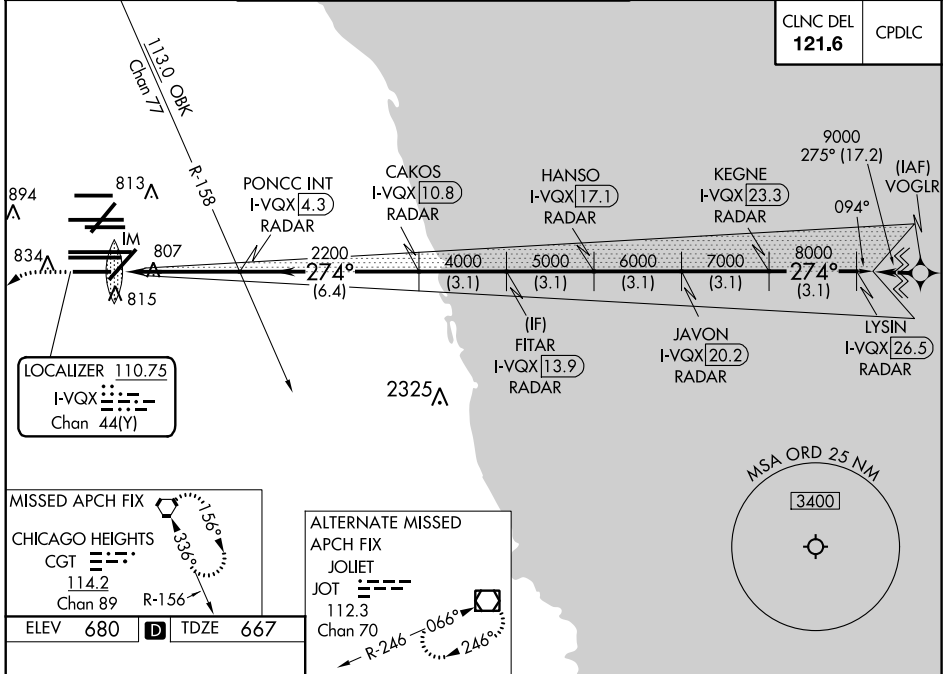 CLNC DEL
121.6
CPDLC
113.0 OBK
Chan 77
R-158
894
813
834
IM
807
815
PONCC INT
I-VQX 4.3
RADAR
CAKOS
I-VQX 10.8
RADAR
HANSO
I-VQX 17.1
RADAR
KEGNE
I-VQX 23.3
RADAR
9000
275° (17.2)
094°
(IAF)
VOGLR
2200
274°
(6.4)
4000
(3.1)
5000
(3.1)
6000
(3.1)
7000
(3.1)
8000
274°
(3.1)
(IF)
FITAR
I-VQX 13.9
RADAR
JAVON
I-VQX 20.2
RADAR
LYSIN
I-VQX 26.5
RADAR
LOCALIZER 110.75
I-VQX
Chan 44(Y)
2325
MSA ORD 25 NM
3400
MISSED APCH FIX
CHICAGO HEIGHTS
CGT
114.2
Chan 89
R-156
336°
156°
ALTERNATE MISSED
APCH FIX
JOLIET
JOT
112.3
Chan 70
R-246
066°
246°
ELEV 680 D TDZE 667